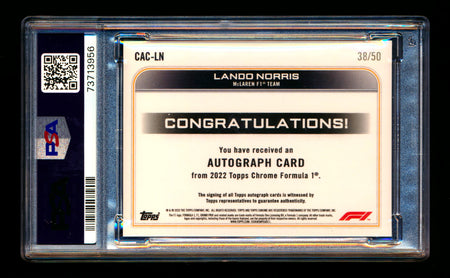 CAC-LN
38/50
LANDO NORRIS
McLAREN F1™ TEAM
CONGRATULATIONS!
You have received an
AUTOGRAPH CARD
from 2022 Topps Chrome Formula 1®.
The signing of all Topps autograph cards is witnessed by
Topps representatives to guarantee authenticity.
Topps
F1
73713956
PSA